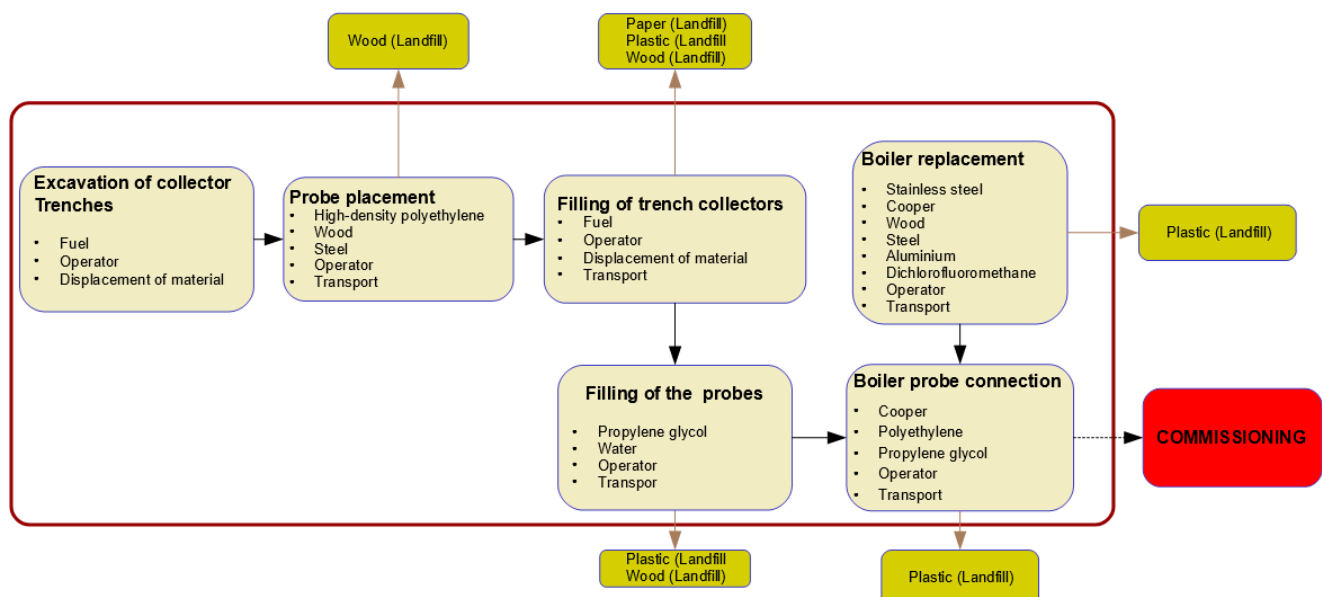 Wood (Landfill)
Paper (Landfill)
Plastic (Landfill
Wood (Landfill)
Excavation of collector
Trenches
• Fuel
• Operator
• Displacement of material
Probe placement
• High-density polyethylene
• Wood
• Steel
• Operator
• Transport
Filling of trench collectors
• Fuel
• Operator
• Displacement of material
• Transport
Boiler replacement
• Stainless steel
• Cooper
• Wood
• Steel
• Aluminium
• Dichlorofluoromethane
• Operator
• Transport
Plastic (Landfill)
Filling of the probes
• Propylene glycol
• Water
• Operator
• Transpor
Boiler probe connection
• Cooper
• Polyethylene
• Propylene glycol
• Operator
• Transport
COMMISSIONING
Plastic (Landfill
Wood (Landfill)
Plastic (Landfill)